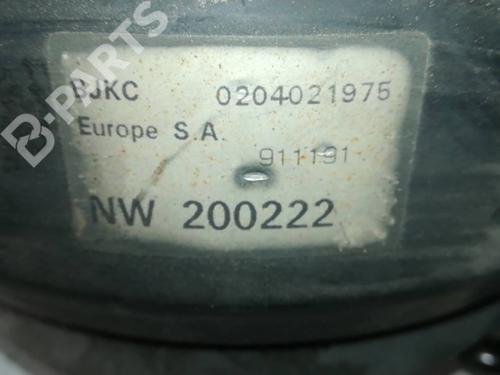 B-PARTS
BJKC 0204021975
Europe S.A.
911191
NW 200222